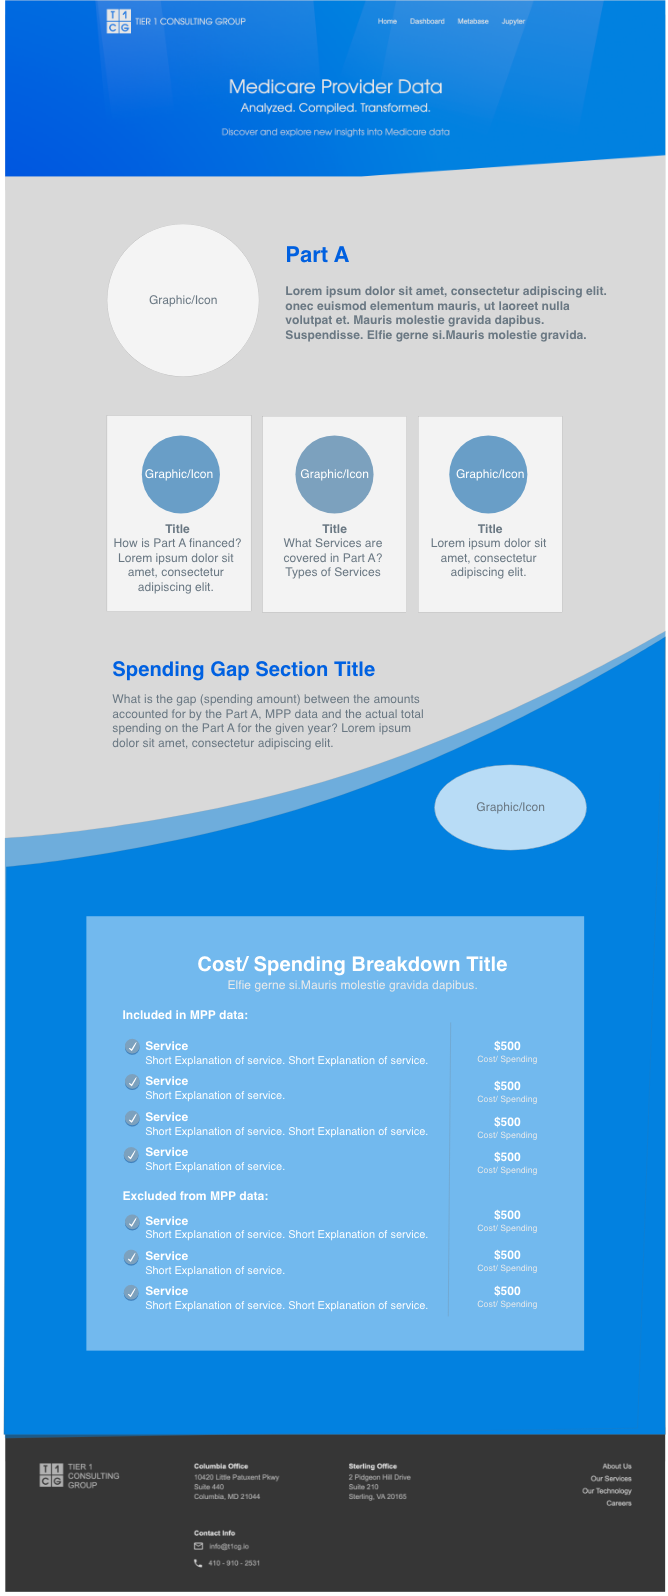 T1
CG
TIER 1 CONSULTING GROUP
Home Dashboard Metabase Jupyter
Medicare Provider Data
Analyzed. Compiled. Transformed.
Discover and explore new insights into Medicare data
Graphic/Icon
Part A
Lorem ipsum dolor sit amet, consectetur adipiscing elit.
onec euismod elementum mauris, ut laoreet nulla
volutpat et. Mauris molestie gravida dapibus.
Suspendisse. Elfie gerne si.Mauris molestie gravida.
Graphic/Icon
Title
How is Part A financed?
Lorem ipsum dolor sit
amet, consectetur
adipiscing elit.
Graphic/Icon
Title
What Services are
covered in Part A?
Types of Services
Graphic/Icon
Title
Lorem ipsum dolor sit
amet, consectetur
adipiscing elit.
Spending Gap Section Title
What is the gap (spending amount) between the amounts
accounted for by the Part A, MPP data and the actual total
spending on the Part A for the given year? Lorem ipsum
dolor sit amet, consectetur adipiscing elit.
Graphic/Icon
Cost/ Spending Breakdown Title
Elfie gerne si.Mauris molestie gravida dapibus.
Included in MPP data:
Service
Short Explanation of service. Short Explanation of service.
$500
Cost/ Spending
Service
Short Explanation of service.
$500
Cost/ Spending
Service
Short Explanation of service. Short Explanation of service.
$500
Cost/ Spending
Service
Short Explanation of service.
$500
Cost/ Spending
Excluded from MPP data:
Service
Short Explanation of service. Short Explanation of service.
$500
Cost/ Spending
Service
Short Explanation of service.
$500
Cost/ Spending
Service
Short Explanation of service. Short Explanation of service.
$500
Cost/ Spending
T1
CG
TIER 1
CONSULTING
GROUP
Columbia Office
10420 Little Patuxent Pkwy
Suite 440
Columbia, MD 21044
Sterling Office
2 Pidgeon Hill Drive
Suite 210
Sterling, VA 20165
About Us
Our Services
Our Technology
Careers
Contact Info
info@t1cg.io
410 - 910 - 2531